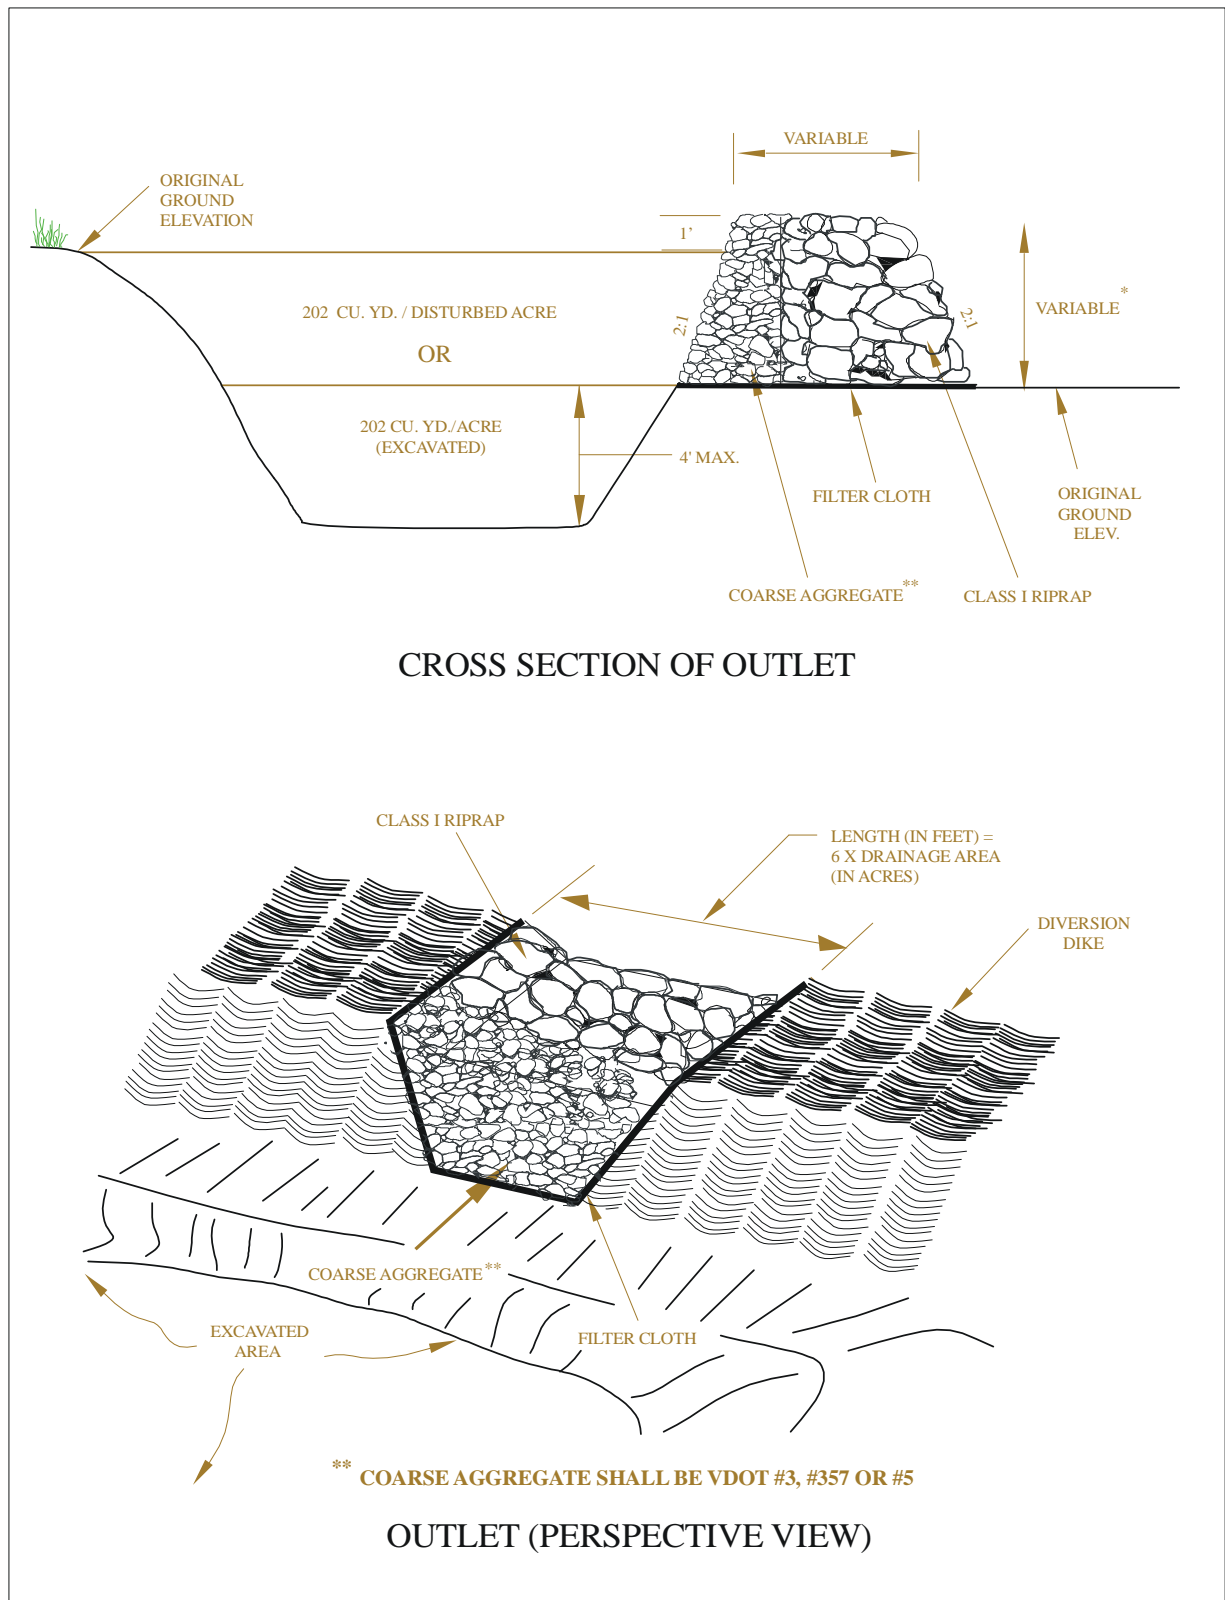 VARIABLE
ORIGINAL
GROUND
ELEVATION
1’
202 CU. YD. / DISTURBED ACRE
2:1
2:1
VARIABLE*
OR
202 CU. YD./ACRE
(EXCAVATED)
4' MAX.
FILTER CLOTH
ORIGINAL
GROUND
ELEV.
COARSE AGGREGATE**
CLASS I RIPRAP
CROSS SECTION OF OUTLET
CLASS I RIPRAP
LENGTH (IN FEET) =
6 X DRAINAGE AREA
(IN ACRES)
DIVERSION
DIKE
COARSE AGGREGATE**
EXCAVATED
AREA
FILTER CLOTH
** COARSE AGGREGATE SHALL BE VDOT #3, #357 OR #5
OUTLET (PERSPECTIVE VIEW)